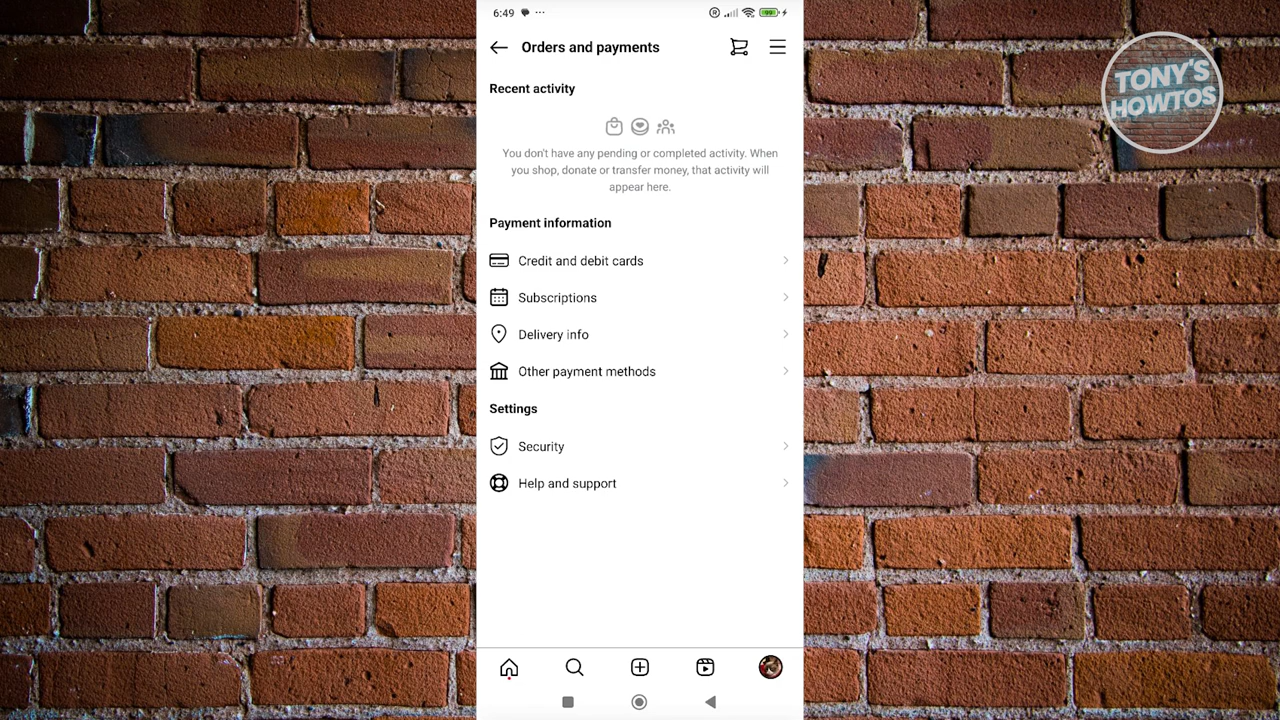 6:49
Orders and payments
Recent activity
You don't have any pending or completed activity. When
you shop, donate or transfer money, that activity will
appear here.
Payment information
Credit and debit cards
Subscriptions
Delivery info
Other payment methods
Settings
Security
Help and support
TONY'S
HOWTOS